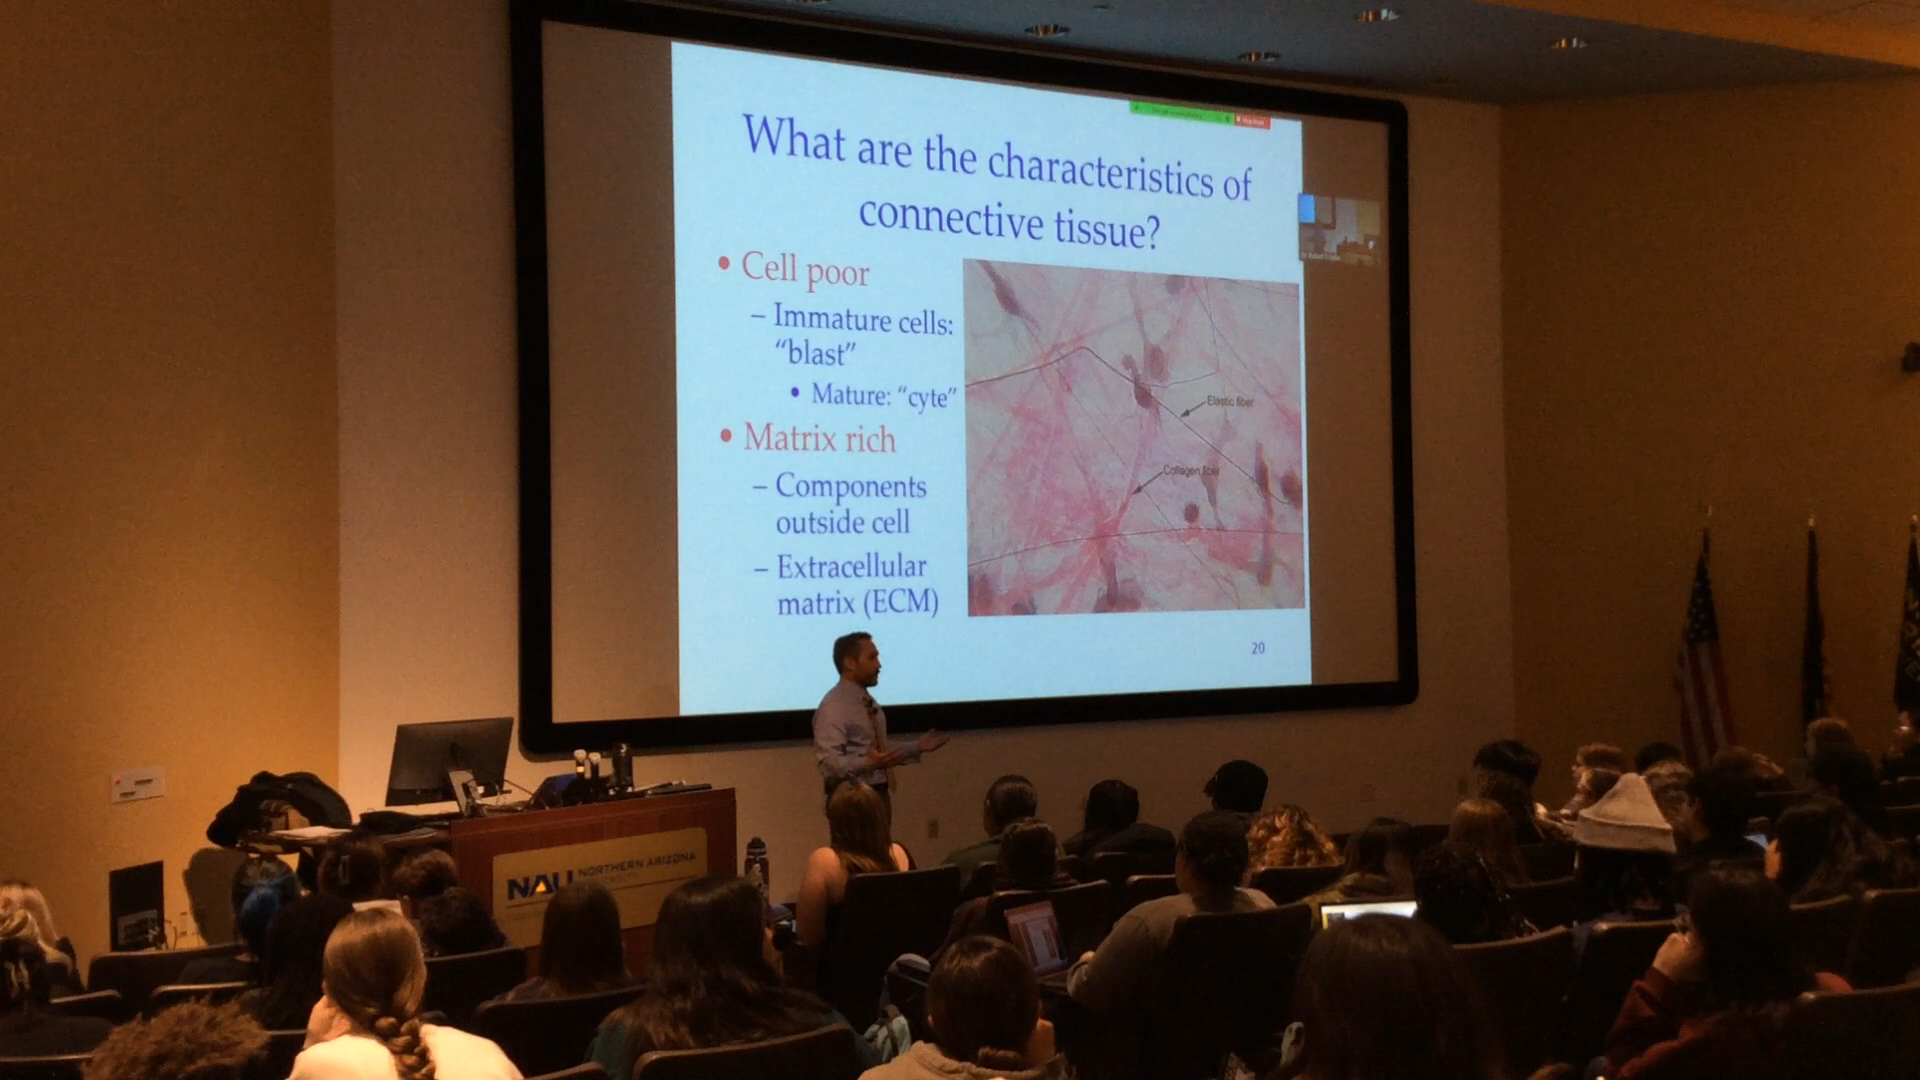 What are the characteristics of
connective tissue?
• Cell poor
– Immature cells:
“blast”
• Mature: “cyte”
• Matrix rich
– Components
outside cell
– Extracellular
matrix (ECM)
Elastic fiber
Collagen fiber
20
NAU NORTHERN ARIZONA